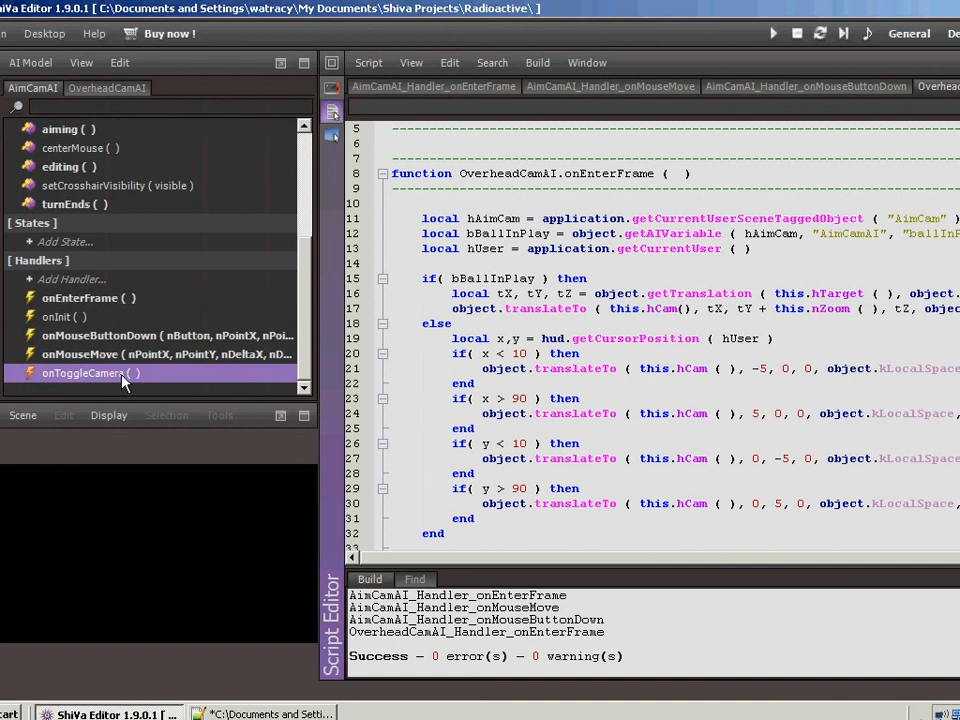 hiVa Editor 1.9.0.1 [ C:\Documents and Settings\watracy\My Documents\Shiva Projects\Radioactive\_ ]
n Desktop Help Buy now ! General De
AI Model View Edit
AimCamAI OverheadCamAI
aiming ( )
centerMouse ( )
editing ( )
setCrosshairVisibility ( visible )
turnEnds ( )
[ States ]
+ Add State...
[ Handlers ]
+ Add Handler...
onEnterFrame ( )
onInit ( )
onMouseButtonDown ( nButton, nPointX, nPoi...
onMouseMove ( nPointX, nPointY, nDeltaX, nD...
onToggleCamera ( )
Scene Edit Display Selection Tools
Script View Edit Search Build Window
AimCamAI_Handler_onEnterFrame AimCamAI_Handler_onMouseMove AimCamAI_Handler_onMouseButtonDown Overhead
5 --------------------------------------------------------------------------------
6
7 --------------------------------------------------------------------------------
8 function OverheadCamAI.onEnterFrame ( )
9 --------------------------------------------------------------------------------
10
11 local hAimCam = application.getCurrentUserSceneTaggedObject ( "AimCam" )
12 local bBallInPlay = object.getAIVariable ( hAimCam, "AimCamAI", "ballInP
13 local hUser = application.getCurrentUser ( )
14
15 if( bBallInPlay ) then
16 local tX, tY, tZ = object.getTranslation ( this.hTarget ( ), object.
17 object.translateTo ( this.hCam(), tX, tY + this.nZoom ( ), tZ, objec
18 else
19 local x,y = hud.getCursorPosition ( hUser )
20 if( x < 10 ) then
21 object.translateTo ( this.hCam ( ), -5, 0, 0, object.kLocalSpace,
22 end
23 if( x > 90 ) then
24 object.translateTo ( this.hCam ( ), 5, 0, 0, object.kLocalSpace,
25 end
26 if( y < 10 ) then
27 object.translateTo ( this.hCam ( ), 0, -5, 0, object.kLocalSpace,
28 end
29 if( y > 90 ) then
30 object.translateTo ( this.hCam ( ), 0, 5, 0, object.kLocalSpace,
31 end
32 end
33
Build Find
AimCamAI_Handler_onEnterFrame
AimCamAI_Handler_onMouseMove
AimCamAI_Handler_onMouseButtonDown
OverheadCamAI_Handler_onEnterFrame
Success - 0 error(s) - 0 warning(s)
Script Editor
tart ShiVa Editor 1.9.0.1 [ ... *C:\Documents and Setti...